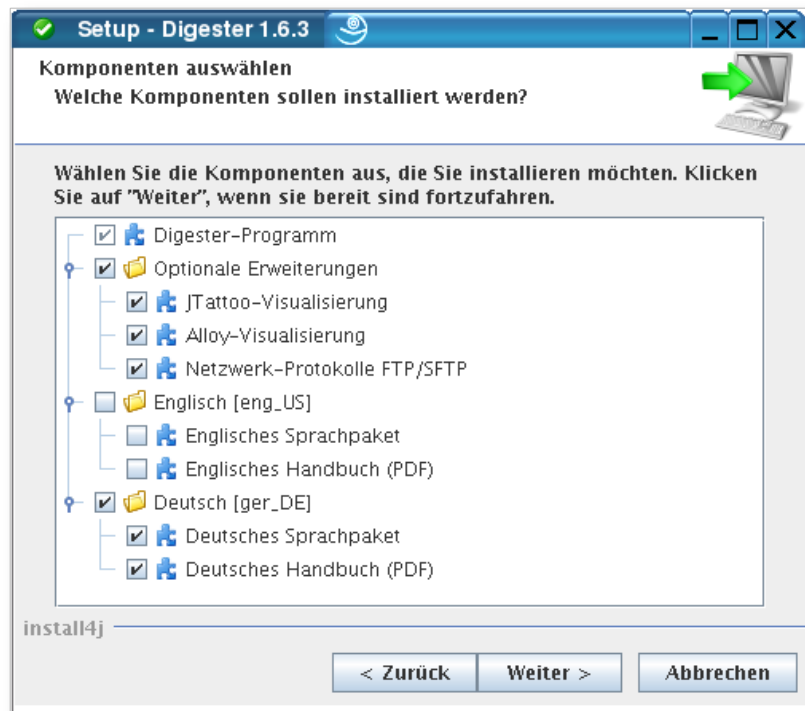 Setup - Digester 1.6.3
Komponenten auswählen
Welche Komponenten sollen installiert werden?
Wählen Sie die Komponenten aus, die Sie installieren möchten. Klicken
Sie auf "Weiter", wenn sie bereit sind fortzufahren.
Digester-Programm
Optionale Erweiterungen
JTattoo-Visualisierung
Alloy-Visualisierung
Netzwerk-Protokolle FTP/SFTP
Englisch [eng_US]
Englisches Sprachpaket
Englisches Handbuch (PDF)
Deutsch [ger_DE]
Deutsches Sprachpaket
Deutsches Handbuch (PDF)
install4j
< Zurück Weiter > Abbrechen